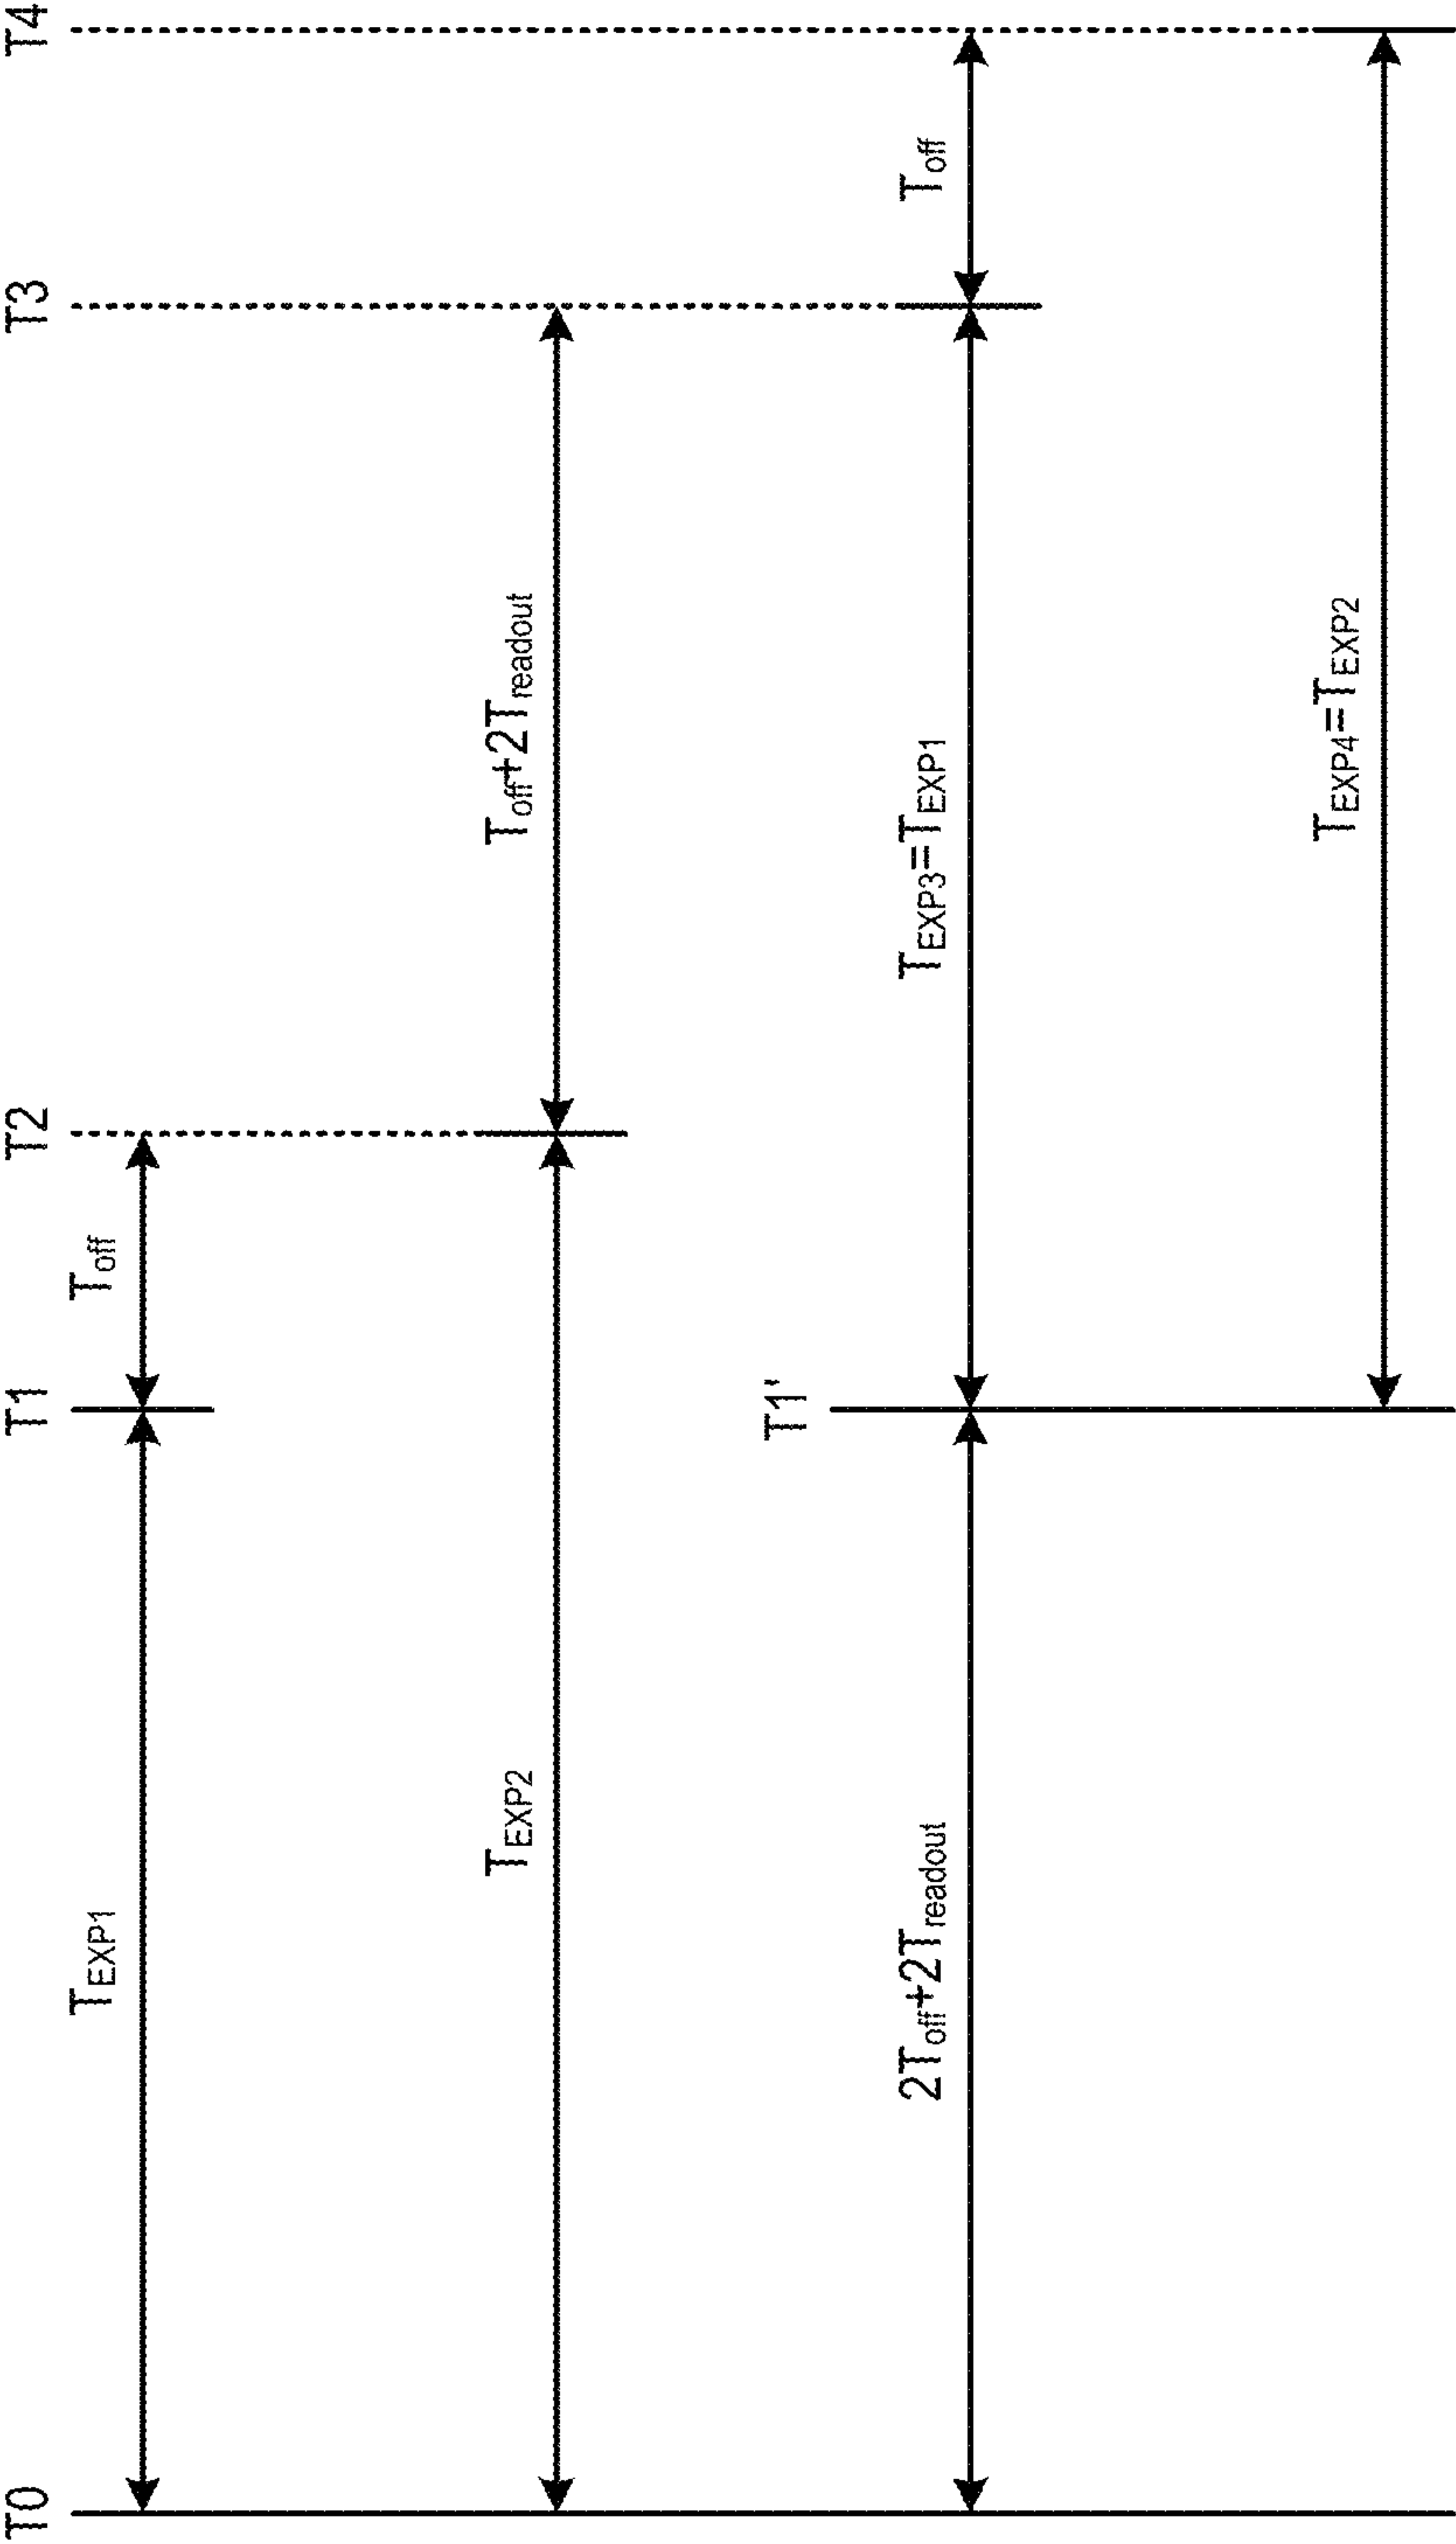 T0 T1 T2 T3 T4
TEXP1 Toff
TEXP2 Toff+2Treadout
T1'
2Toff+2Treadout TEXP3=TEXP1 Toff
TEXP4=TEXP2